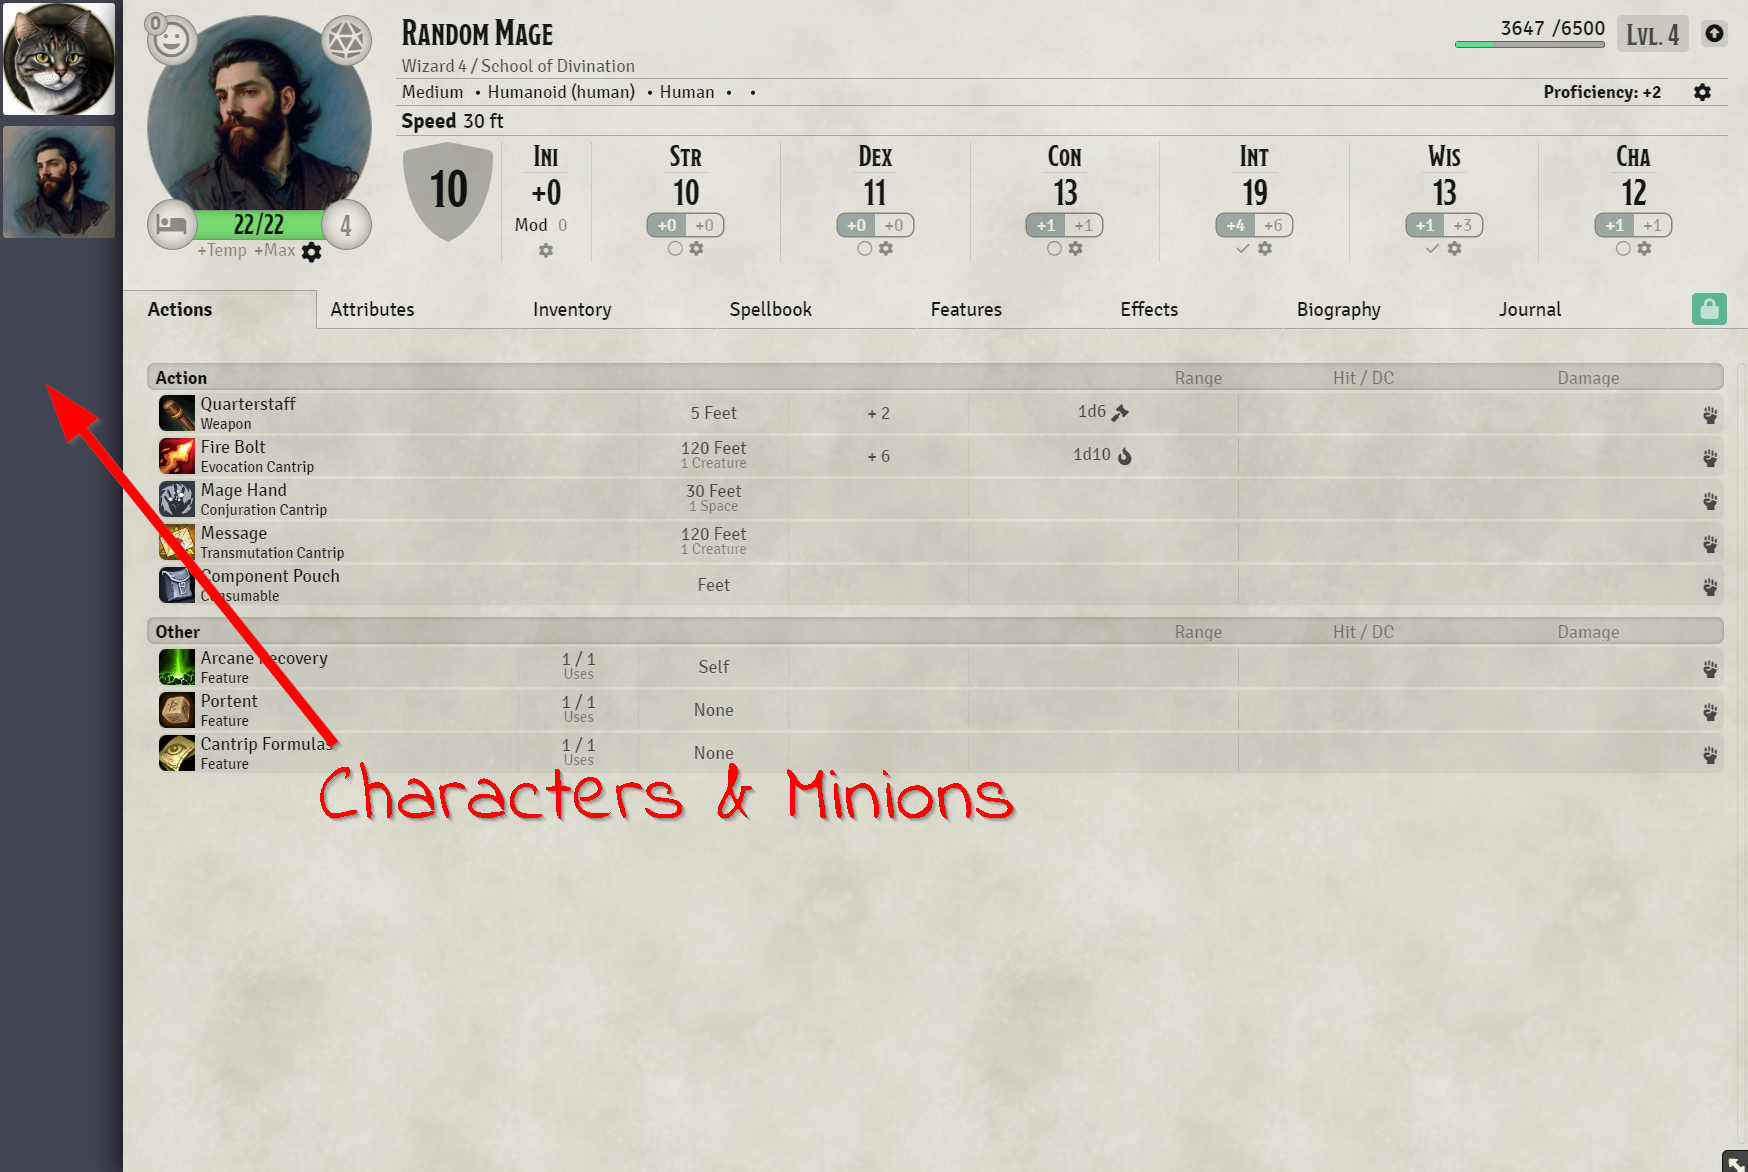 0
RANDOM MAGE
3647 /6500
LVL. 4
Wizard 4 / School of Divination
Medium • Humanoid (human) • Human • •
Proficiency: +2
Speed 30 ft
10
INI
+0
Mod 0
STR
10
+0 +0
DEX
11
+0 +0
CON
13
+1 +1
INT
19
+4 +6
WIS
13
+1 +3
CHA
12
+1 +1
22/22
4
+Temp +Max
Actions Attributes Inventory Spellbook Features Effects Biography Journal
Action Range Hit / DC Damage
Quarterstaff
Weapon
5 Feet + 2 1d6
Fire Bolt
Evocation Cantrip
120 Feet
1 Creature
+ 6 1d10
Mage Hand
Conjuration Cantrip
30 Feet
1 Space
Message
Transmutation Cantrip
120 Feet
1 Creature
Component Pouch
Consumable
Feet
Other Range Hit / DC Damage
Arcane Recovery
Feature
1 / 1
Uses
Self
Portent
Feature
1 / 1
Uses
None
Cantrip Formulas
Feature
1 / 1
Uses
None
Characters & Minions